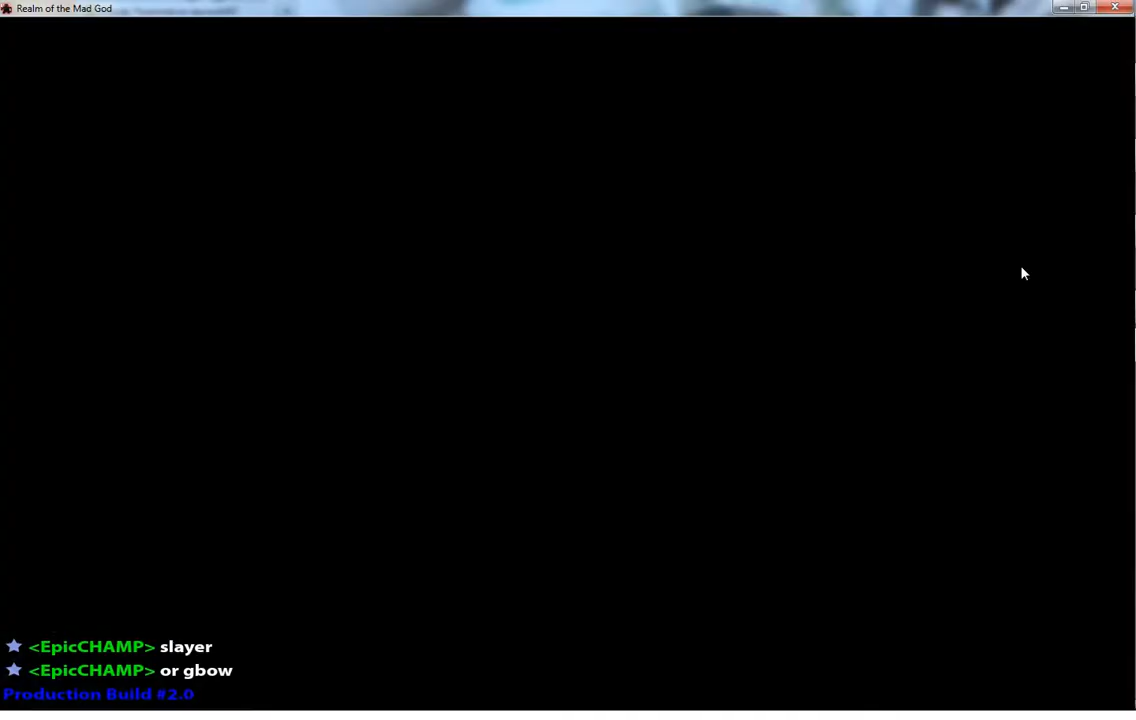 Realm of the Mad God
<EpicCHAMP> slayer
<EpicCHAMP> or gbow
Production Build #2.0